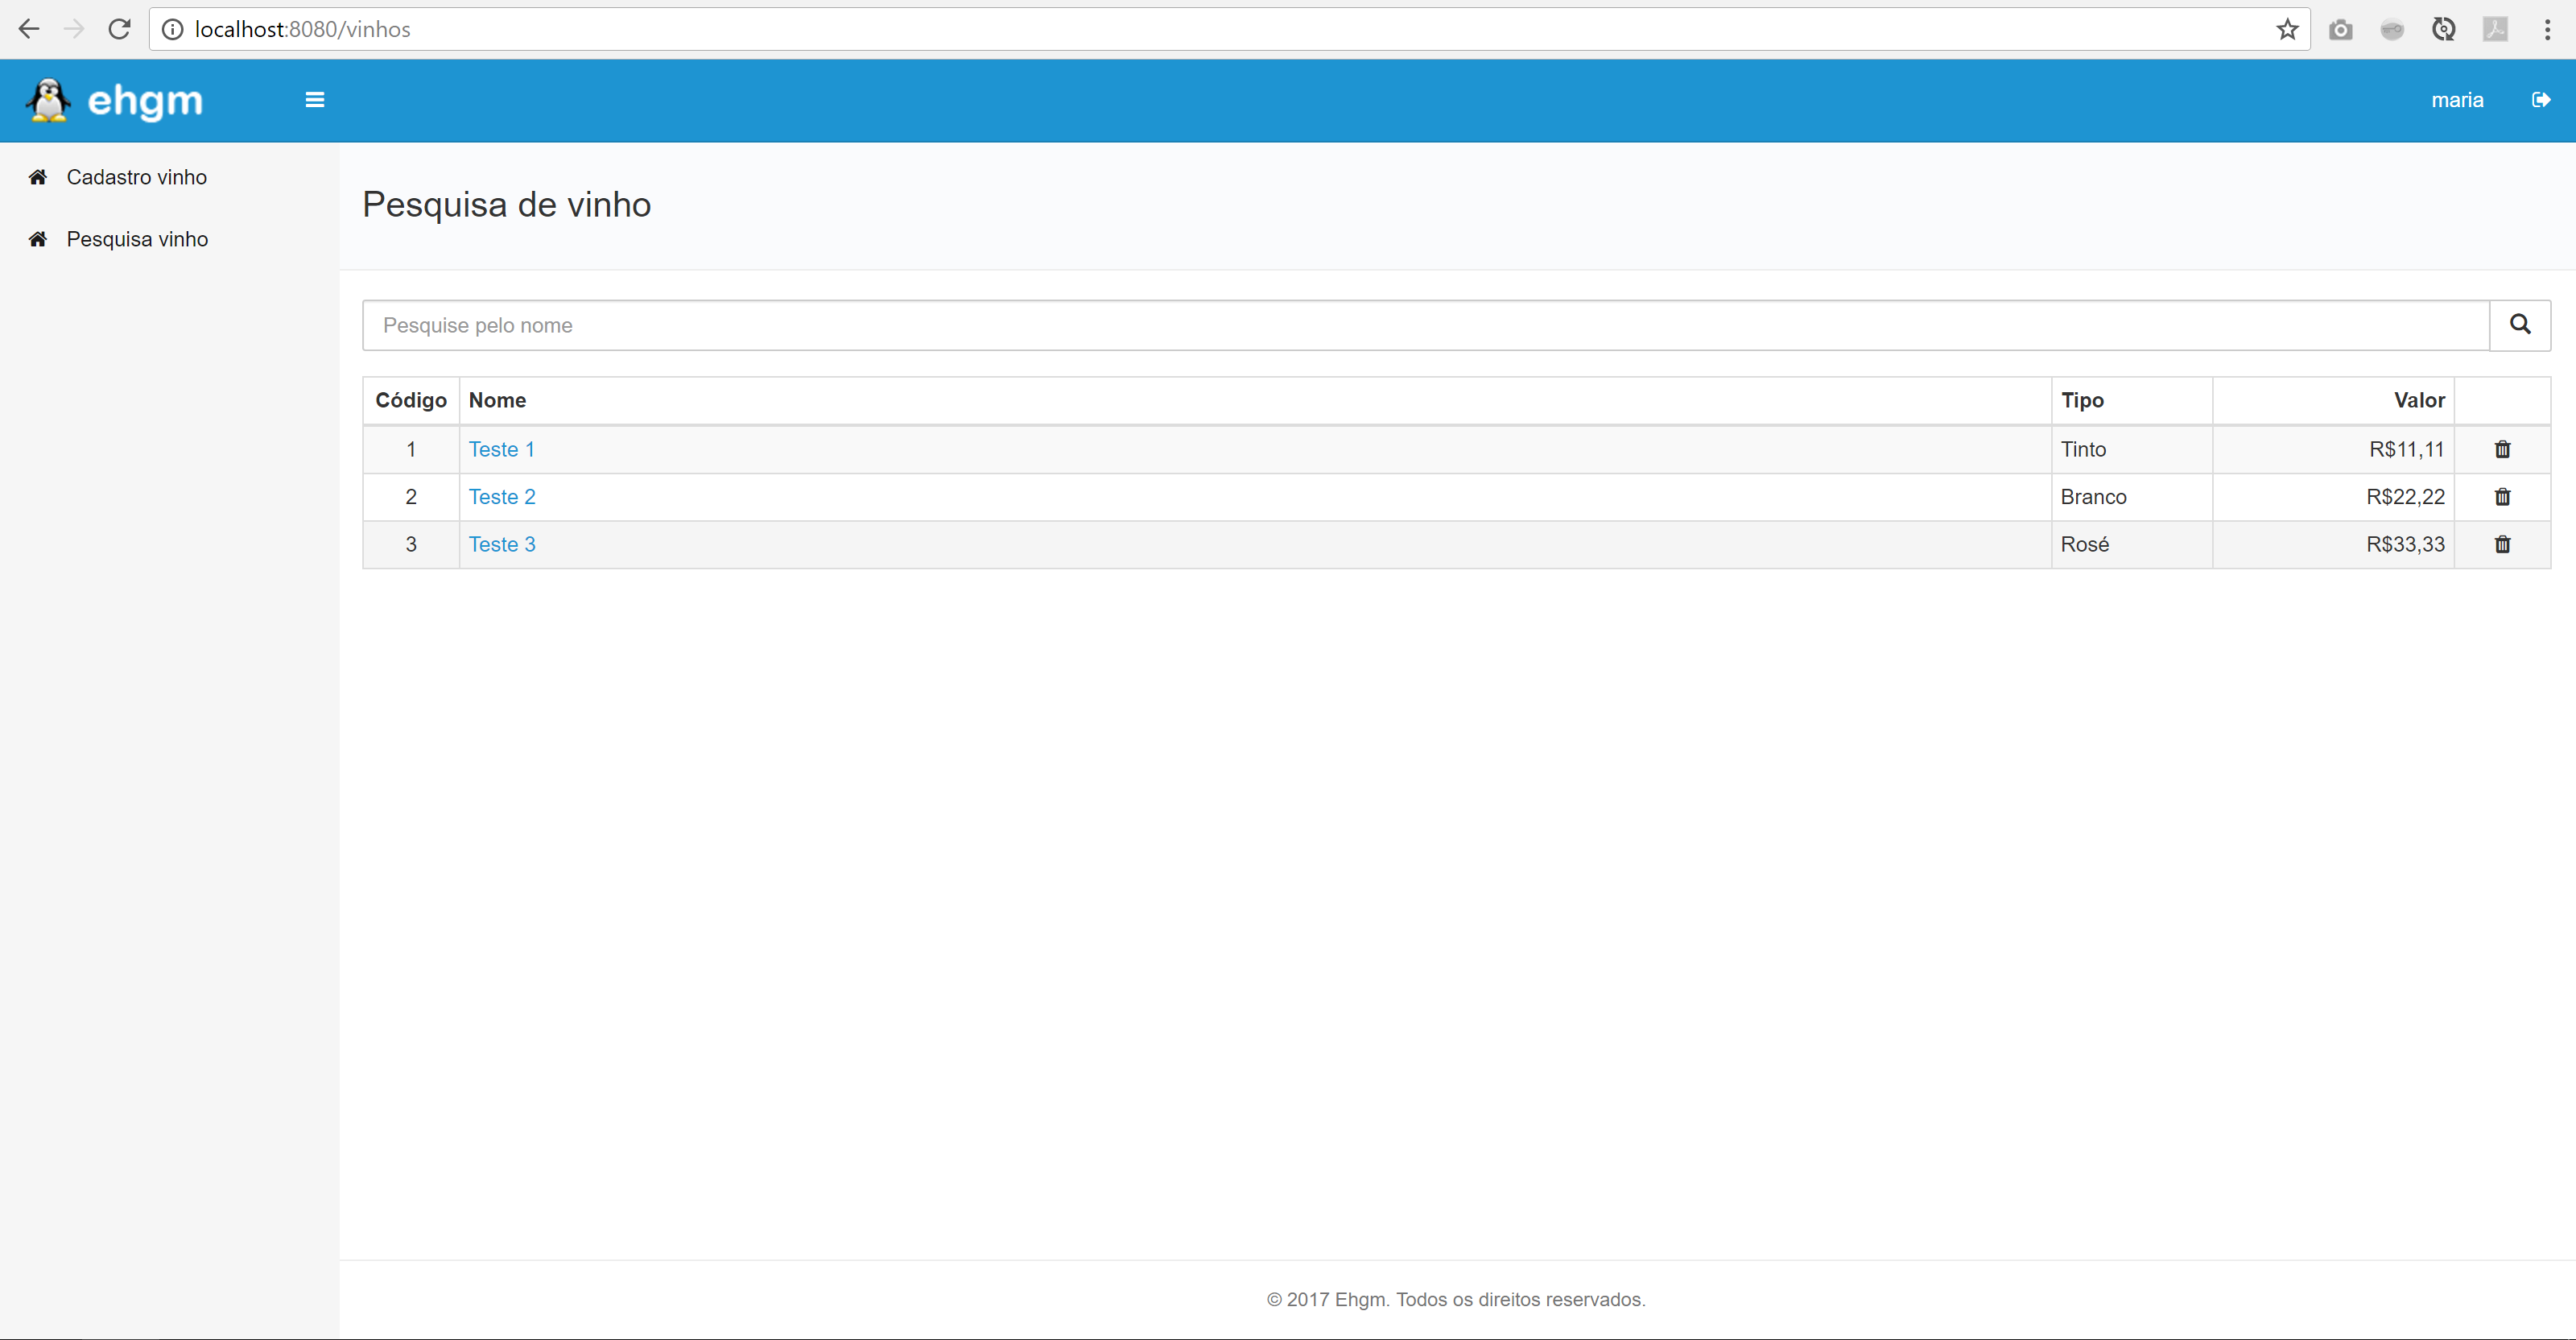 localhost:8080/vinhos
ehgm
maria
Cadastro vinho
Pesquisa vinho
Pesquisa de vinho
Pesquise pelo nome
Código Nome Tipo Valor
1 Teste 1 Tinto R$11,11
2 Teste 2 Branco R$22,22
3 Teste 3 Rosé R$33,33
© 2017 Ehgm. Todos os direitos reservados.